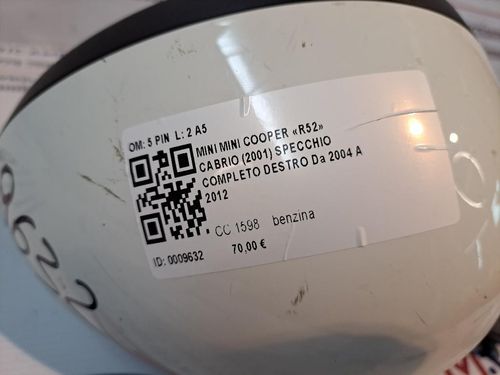 OM: 5 PIN L: 2 A5
MINI MINI COOPER «R52»
CABRIO (2001) SPECCHIO
COMPLETO DESTRO Da 2004 A
2012
CC 1598 benzina
70,00 €
ID: 0009632